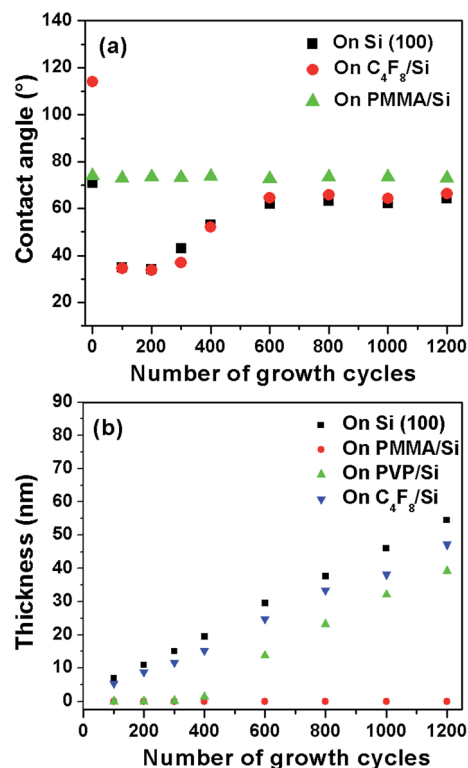 140
120
100
80
60
40
20
Contact angle (°)
(a)
On Si (100)
On C₄F₈/Si
On PMMA/Si
0 200 400 600 800 1000 1200
Number of growth cycles
90
80
70
60
50
40
30
20
10
0
Thickness (nm)
(b)
On Si (100)
On PMMA/Si
On PVP/Si
On C₄F₈/Si
0 200 400 600 800 1000 1200
Number of growth cycles